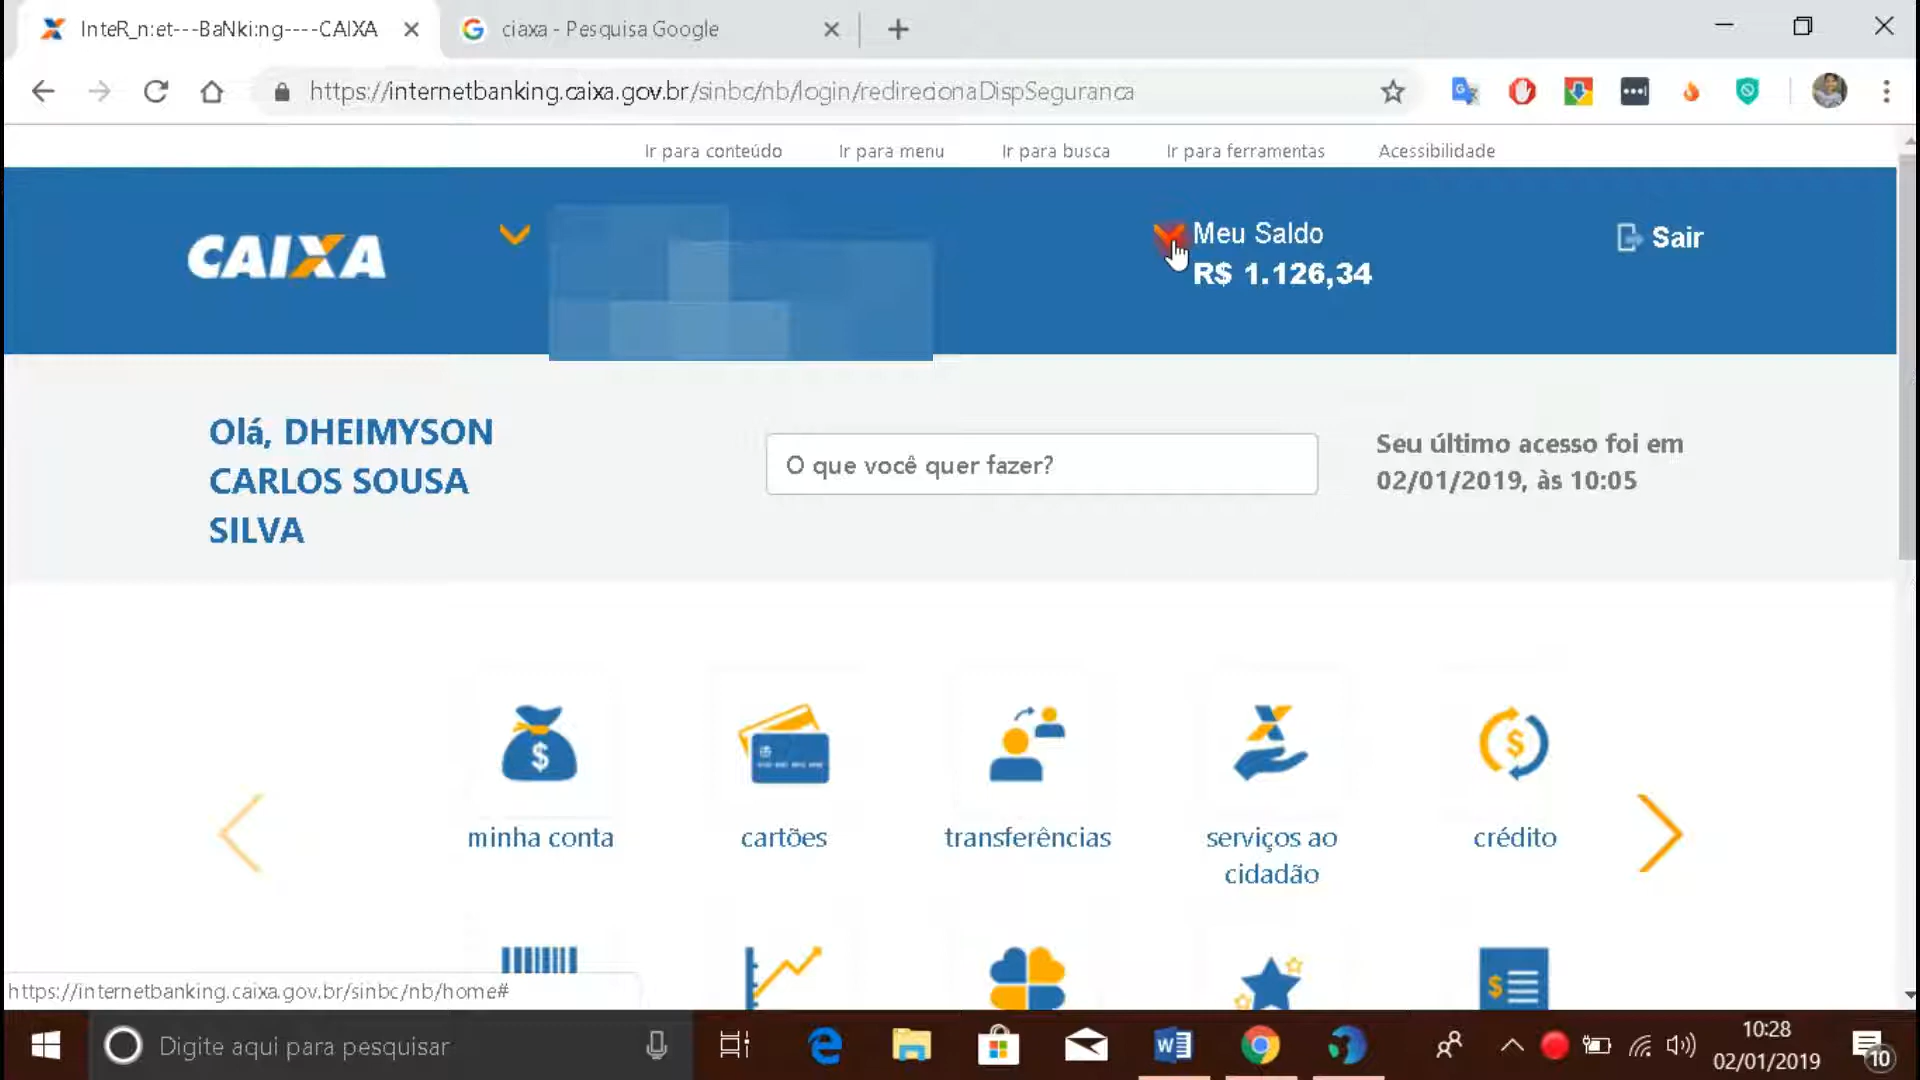 InteR_n:et---BaNki:ng----CAIXA
ciaxa - Pesquisa Google
https://internetbanking.caixa.gov.br/sinbc/nb/login/redirecionaDispSeguranca
Ir para conteúdo Ir para menu Ir para busca Ir para ferramentas Acessibilidade
CAIXA
Meu Saldo
R$ 1.126,34
Sair
Olá, DHEIMYSON
CARLOS SOUSA
SILVA
O que você quer fazer?
Seu último acesso foi em
02/01/2019, às 10:05
minha conta
cartões
transferências
serviços ao
cidadão
crédito
https://internetbanking.caixa.gov.br/sinbc/nb/home#
Digite aqui para pesquisar
10:28
02/01/2019
10